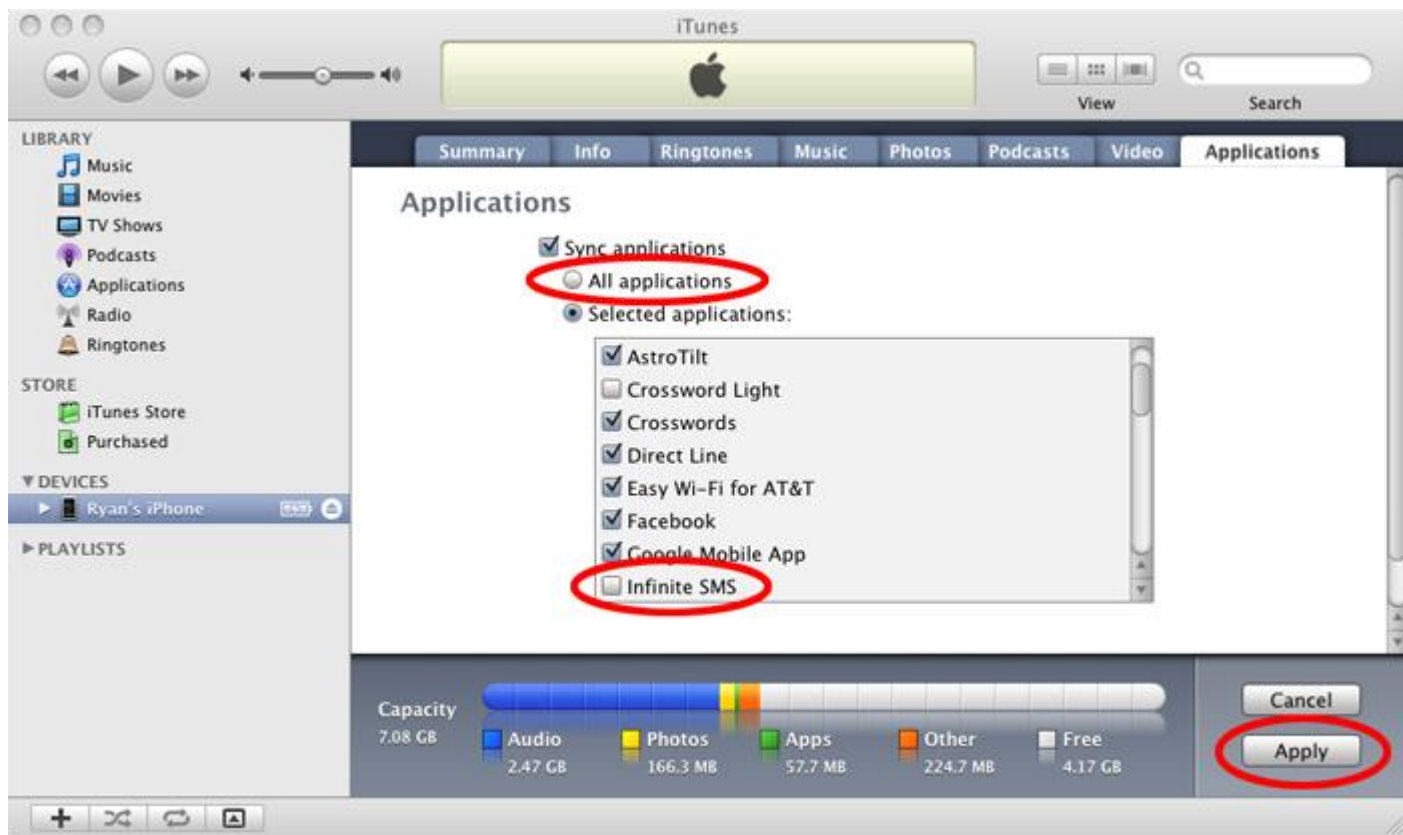 iTunes
View
Search
LIBRARY
Music
Movies
TV Shows
Podcasts
Applications
Radio
Ringtones
STORE
iTunes Store
Purchased
DEVICES
Ryan's iPhone
PLAYLISTS
Summary Info Ringtones Music Photos Podcasts Video Applications
Applications
Sync applications
All applications
Selected applications:
AstroTilt
Crossword Light
Crosswords
Direct Line
Easy Wi-Fi for AT&T
Facebook
Google Mobile App
Infinite SMS
Capacity
7.08 GB
Audio
2.47 GB
Photos
166.3 MB
Apps
57.7 MB
Other
224.7 MB
Free
4.17 GB
Cancel
Apply